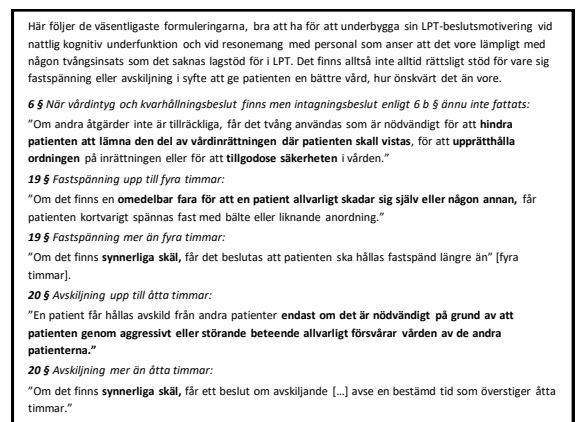 Här följer de väsentligaste formuleringarna, bra att ha för att underbygga sin LPT-beslutsmotivering vid
nattlig kognitiv underfunktion och vid resonemang med personal som anser att det vore lämpligt med
någon tvångsinsats som det saknas lagstöd för i LPT. Det finns alltså inte alltid rättsligt stöd för vare sig
fastspänning eller avskiljning i syfte att ge patienten en bättre vård, hur önskvärt det än vore.
6 § När vårdintyg och kvarhållningsbeslut finns men intagningsbeslut enligt 6 b § ännu inte fattats:
”Om andra åtgärder inte är tillräckliga, får det tvång användas som är nödvändigt för att hindra
patienten att lämna den del av vårdinrättningen där patienten skall vistas, för att upprätthålla
ordningen på inrättningen eller för att tillgodose säkerheten i vården.”
19 § Fastspänning upp till fyra timmar:
”Om det finns en omedelbar fara för att en patient allvarligt skadar sig själv eller någon annan, får
patienten kortvarigt spännas fast med bälte eller liknande anordning.”
19 § Fastspänning mer än fyra timmar:
”Om det finns synnerliga skäl, får det beslutas att patienten ska hållas fastspänd längre än” [fyra
timmar].
20 § Avskiljning upp till åtta timmar:
”En patient får hållas avskild från andra patienter endast om det är nödvändigt på grund av att
patienten genom aggressivt eller störande beteende allvarligt försvårar vården av de andra
patienterna.”
20 § Avskiljning mer än åtta timmar:
”Om det finns synnerliga skäl, får ett beslut om avskiljande […] avse en bestämd tid som överstiger åtta
timmar.”